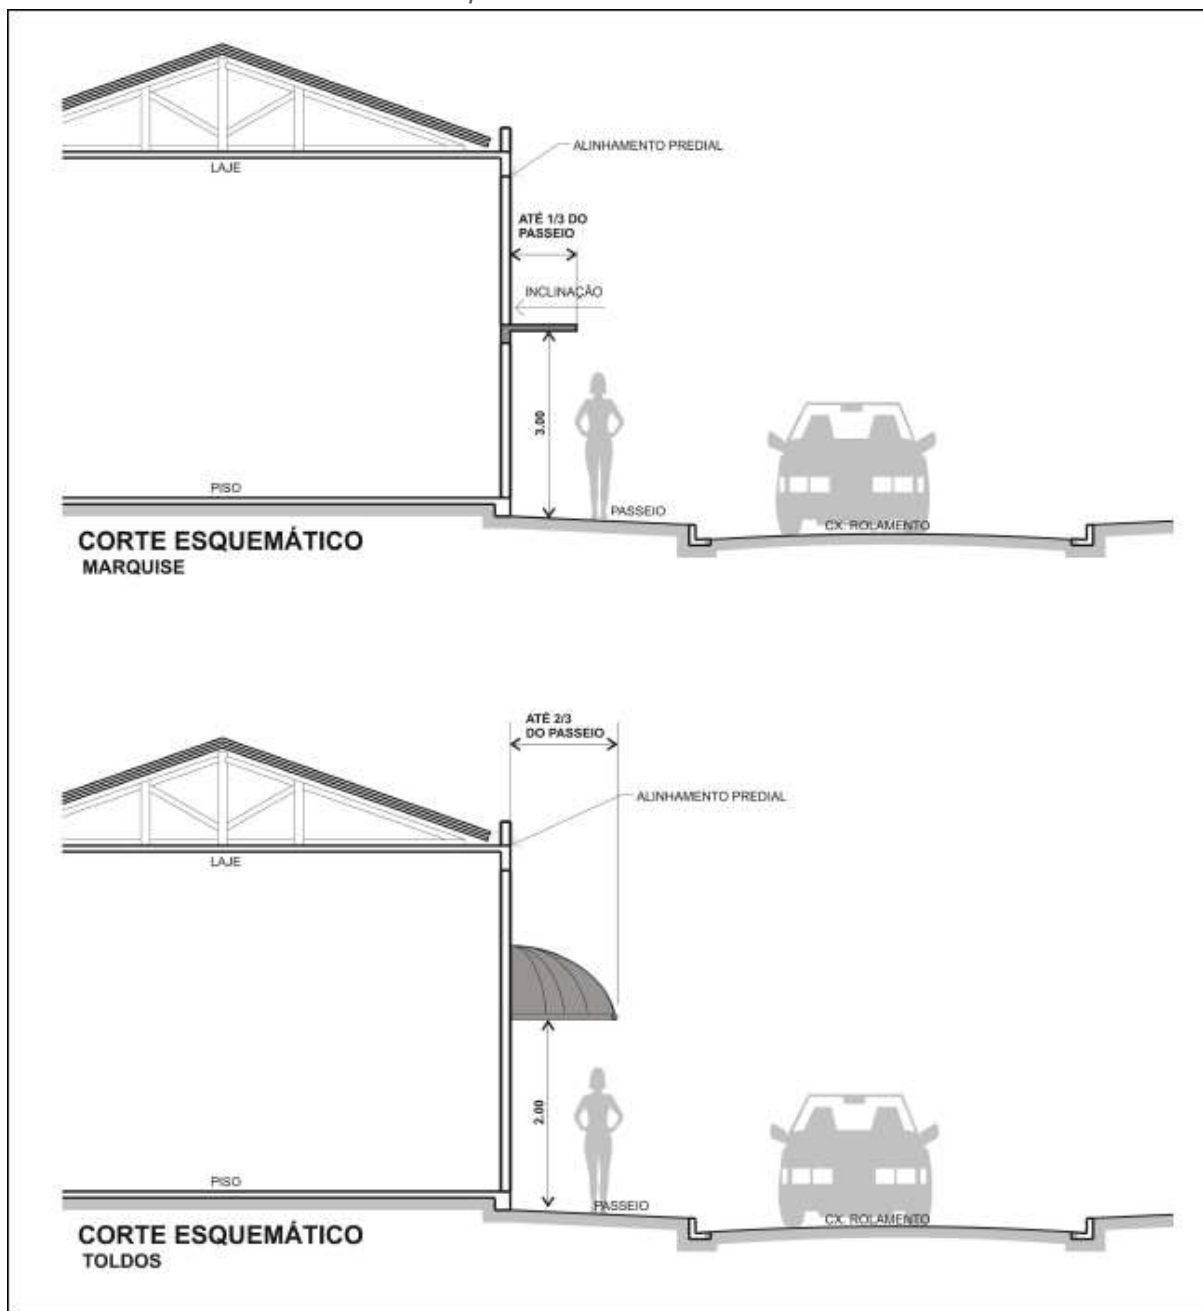 LAJE
ALINHAMENTO PREDIAL
ATÉ 1/3 DO
PASSEIO
INCLINAÇÃO
3.00
PISO
PASSEIO
CX. ROLAMENTO
CORTE ESQUEMÁTICO
MARQUISE
ATÉ 2/3
DO PASSEIO
ALINHAMENTO PREDIAL
LAJE
2.00
PISO
PASSEIO
CX. ROLAMENTO
CORTE ESQUEMÁTICO
TOLDOS